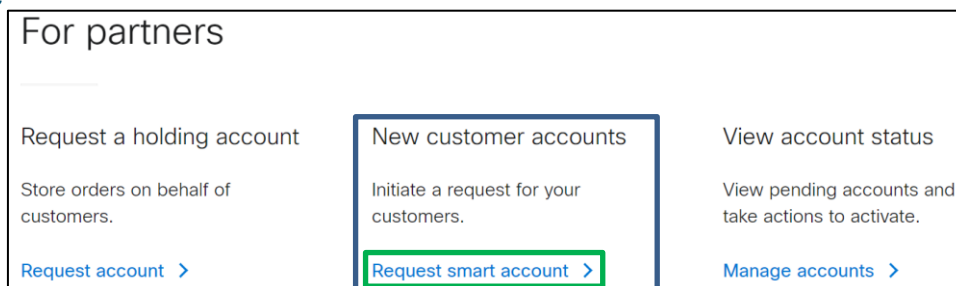 For partners
Request a holding account
Store orders on behalf of
customers.
Request account >
New customer accounts
Initiate a request for your
customers.
Request smart account >
View account status
View pending accounts and
take actions to activate.
Manage accounts >